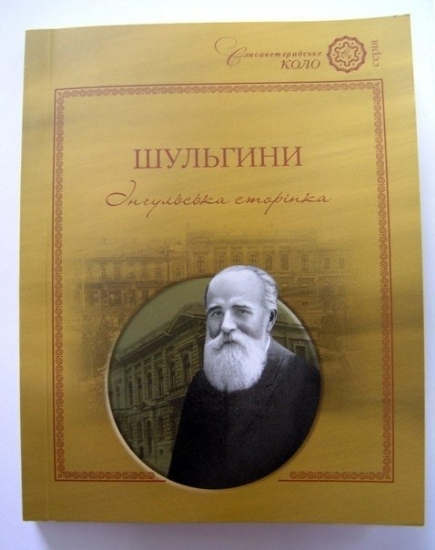 Єлисаветградське
КОЛО
серія
ШУЛЬГИНИ
Інгульська сторінка